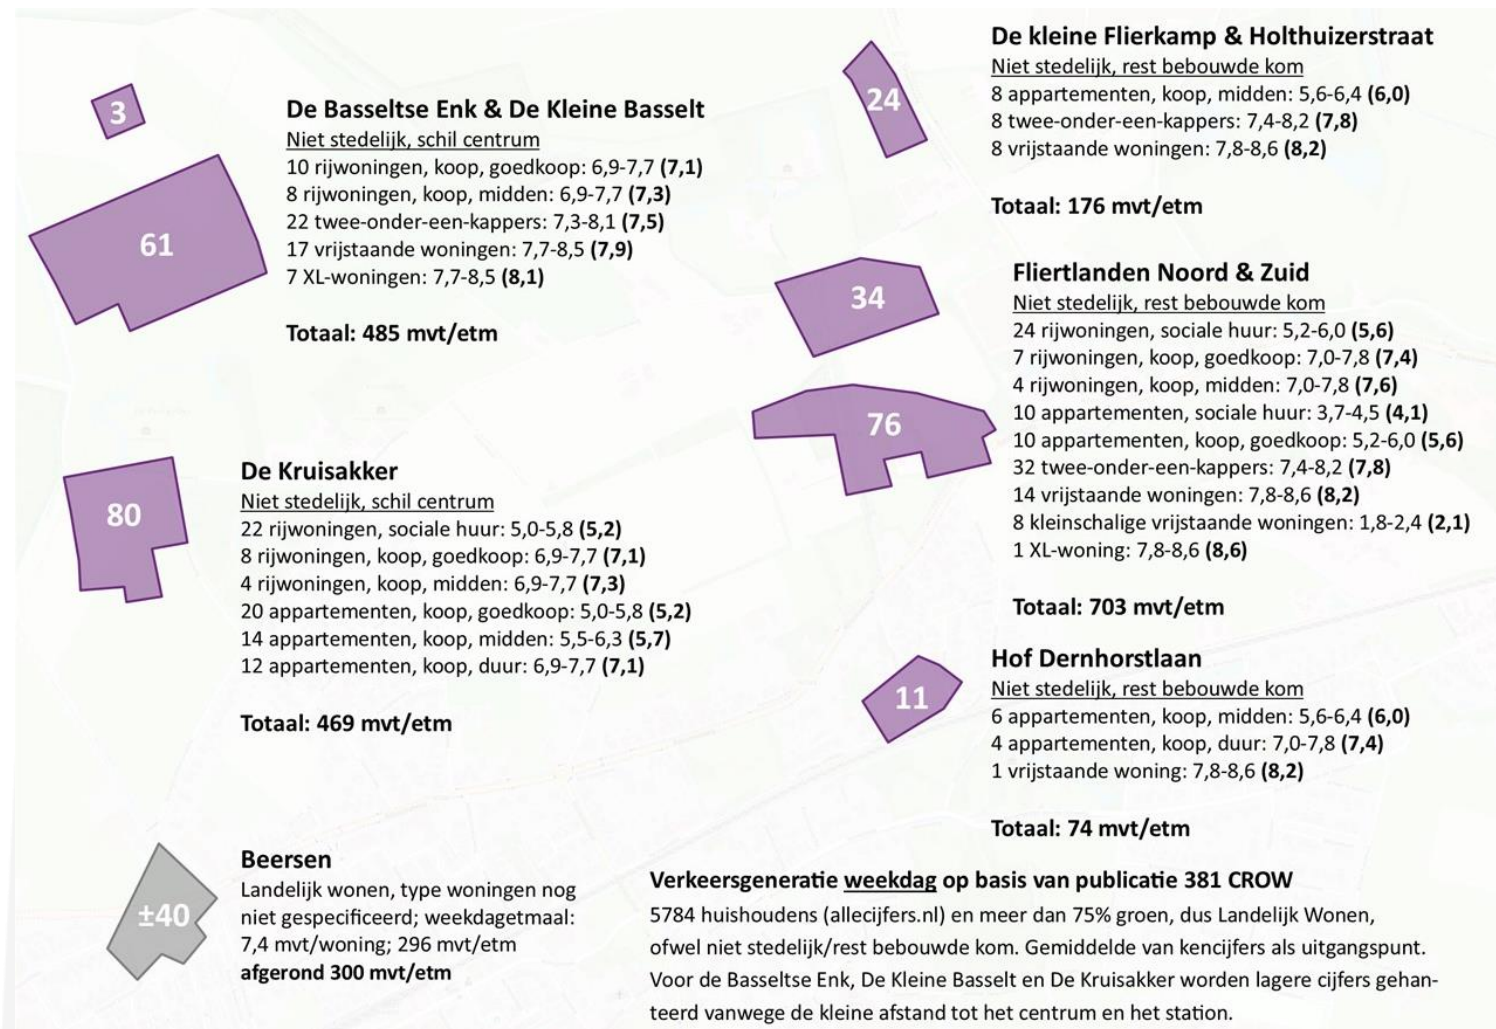 3
61
De Basseltse Enk & De Kleine Basselt
Niet stedelijk, schil centrum
10 rijwoningen, koop, goedkoop: 6,9-7,7 (7,1)
8 rijwoningen, koop, midden: 6,9-7,7 (7,3)
22 twee-onder-een-kappers: 7,3-8,1 (7,5)
17 vrijstaande woningen: 7,7-8,5 (7,9)
7 XL-woningen: 7,7-8,5 (8,1)
Totaal: 485 mvt/etm
80
De Kruisakker
Niet stedelijk, schil centrum
22 rijwoningen, sociale huur: 5,0-5,8 (5,2)
8 rijwoningen, koop, goedkoop: 6,9-7,7 (7,1)
4 rijwoningen, koop, midden: 6,9-7,7 (7,3)
20 appartementen, koop, goedkoop: 5,0-5,8 (5,2)
14 appartementen, koop, midden: 5,5-6,3 (5,7)
12 appartementen, koop, duur: 6,9-7,7 (7,1)
Totaal: 469 mvt/etm
±40
Beersen
Landelijk wonen, type woningen nog
niet gespecificeerd; weekdagetmaal:
7,4 mvt/woning; 296 mvt/etm
afgerond 300 mvt/etm
24
De kleine Flierkamp & Holthuizerstraat
Niet stedelijk, rest bebouwde kom
8 appartementen, koop, midden: 5,6-6,4 (6,0)
8 twee-onder-een-kappers: 7,4-8,2 (7,8)
8 vrijstaande woningen: 7,8-8,6 (8,2)
Totaal: 176 mvt/etm
34
76
Fliertlanden Noord & Zuid
Niet stedelijk, rest bebouwde kom
24 rijwoningen, sociale huur: 5,2-6,0 (5,6)
7 rijwoningen, koop, goedkoop: 7,0-7,8 (7,4)
4 rijwoningen, koop, midden: 7,0-7,8 (7,6)
10 appartementen, sociale huur: 3,7-4,5 (4,1)
10 appartementen, koop, goedkoop: 5,2-6,0 (5,6)
32 twee-onder-een-kappers: 7,4-8,2 (7,8)
14 vrijstaande woningen: 7,8-8,6 (8,2)
8 kleinschalige vrijstaande woningen: 1,8-2,4 (2,1)
1 XL-woning: 7,8-8,6 (8,6)
Totaal: 703 mvt/etm
11
Hof Dernhorstlaan
Niet stedelijk, rest bebouwde kom
6 appartementen, koop, midden: 5,6-6,4 (6,0)
4 appartementen, koop, duur: 7,0-7,8 (7,4)
1 vrijstaande woning: 7,8-8,6 (8,2)
Totaal: 74 mvt/etm
Verkeersgeneratie weekdag op basis van publicatie 381 CROW
5784 huishoudens (allecijfers.nl) en meer dan 75% groen, dus Landelijk Wonen,
ofwel niet stedelijk/rest bebouwde kom. Gemiddelde van kencijfers als uitgangspunt.
Voor de Basseltse Enk, De Kleine Basselt en De Kruisakker worden lagere cijfers gehan-
teerd vanwege de kleine afstand tot het centrum en het station.